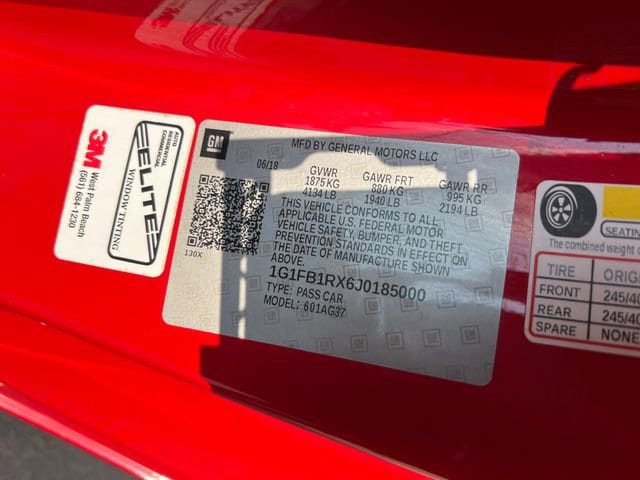 3M
West Palm Beach
(561) 684-1230
ELITE
WINDOW TINTING
AUTO
RESIDENTIAL
COMMERCIAL
GM
MFD BY GENERAL MOTORS LLC
06/18
GVWR GAWR FRT GAWR RR
1875 KG 880 KG 995 KG
4134 LB 1940 LB 2194 LB
THIS VEHICLE CONFORMS TO ALL
APPLICABLE U.S. FEDERAL MOTOR
VEHICLE SAFETY, BUMPER, AND THEFT
PREVENTION STANDARDS IN EFFECT ON
THE DATE OF MANUFACTURE SHOWN
ABOVE.
130X
1G1FB1RX6J0185000
TYPE: PASS CAR
MODEL: 601AG37
SEATIN
The combined weight o
TIRE ORIG
FRONT 245/4
REAR 245/40
SPARE NONE